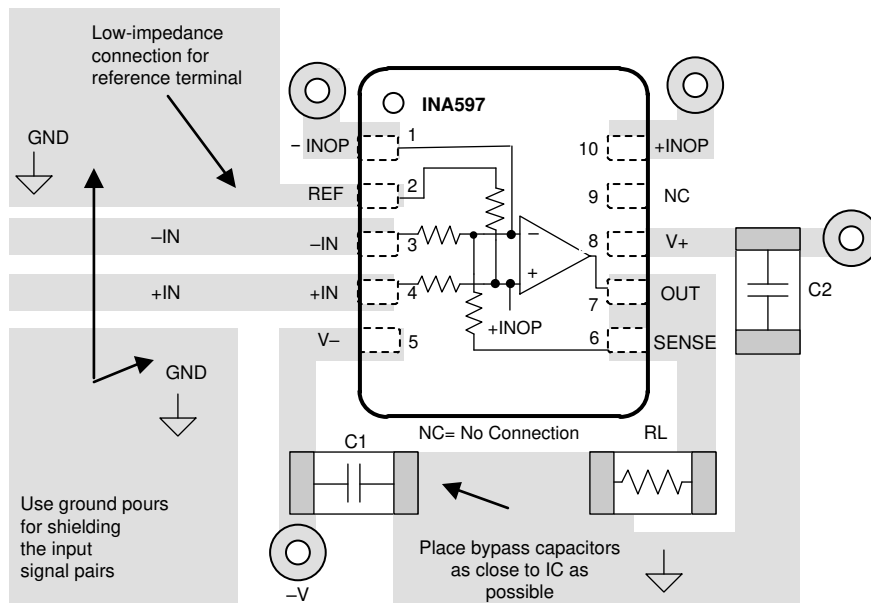 Low-impedance
connection for
reference terminal
INA597
GND
– INOP
1
10
+INOP
REF
2
9
NC
–IN
–IN
3
–
8
V+
+IN
+IN
4
+
7
OUT
C2
+INOP
V–
5
6
SENSE
GND
NC= No Connection
C1
RL
Use ground pours
for shielding
the input
signal pairs
Place bypass capacitors
as close to IC as
possible
–V